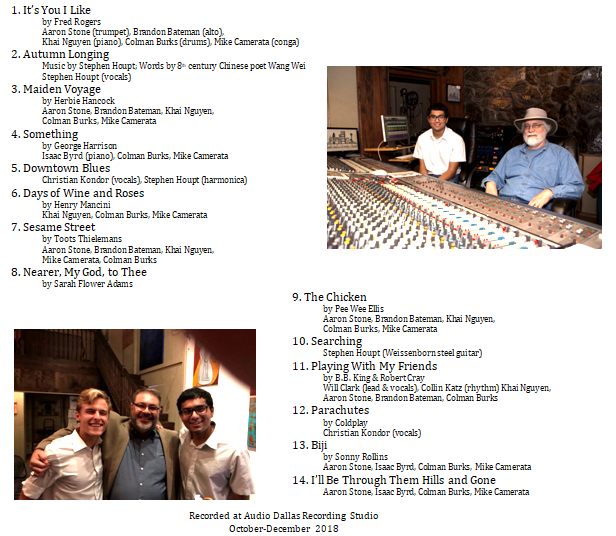 1. It's You I Like
by Fred Rogers
Aaron Stone (trumpet), Brandon Bateman (alto),
Khai Nguyen (piano), Colman Burks (drums), Mike Camerata (conga)
2. Autumn Longing
Music by Stephen Houpt; Words by 8th century Chinese poet Wang Wei
Stephen Houpt (vocals)
3. Maiden Voyage
by Herbie Hancock
Aaron Stone, Brandon Bateman, Khai Nguyen,
Colman Burks, Mike Camerata
4. Something
by George Harrison
Isaac Byrd (piano), Colman Burks, Mike Camerata
5. Downtown Blues
Christian Kondor (vocals), Stephen Houpt (harmonica)
6. Days of Wine and Roses
by Henry Mancini
Khai Nguyen, Colman Burks, Mike Camerata
7. Sesame Street
by Toots Thielemans
Aaron Stone, Brandon Bateman, Khai Nguyen,
Mike Camerata, Colman Burks
8. Nearer, My God, to Thee
by Sarah Flower Adams
9. The Chicken
by Pee Wee Ellis
Aaron Stone, Brandon Bateman, Khai Nguyen,
Colman Burks, Mike Camerata
10. Searching
Stephen Houpt (Weissenborn steel guitar)
11. Playing With My Friends
by B.B. King & Robert Cray
Will Clark (lead & vocals), Collin Katz (rhythm) Khai Nguyen,
Aaron Stone, Brandon Bateman, Colman Burks
12. Parachutes
by Coldplay
Christian Kondor (vocals)
13. Biji
by Sonny Rollins
Aaron Stone, Isaac Byrd, Colman Burks, Mike Camerata
14. I'll Be Through Them Hills and Gone
Aaron Stone, Isaac Byrd, Colman Burks, Mike Camerata
Recorded at Audio Dallas Recording Studio
October-December 2018